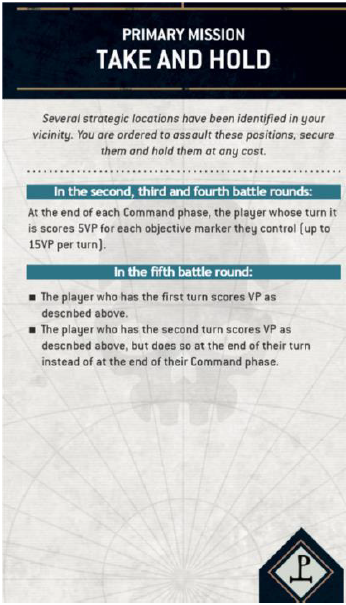 PRIMARY MISSION
TAKE AND HOLD
Several strategic locations have been identified in your
vicinity. You are ordered to assault these positions, secure
them and hold them at any cost.
In the second, third and fourth battle rounds:
At the end of each Command phase, the player whose turn it
is scores 5VP for each objective marker they control (up to
15VP per turn).
In the fifth battle round:
■ The player who has the first turn scores VP as
descnbed above.
■ The player who has the second turn scores VP as
descnbed above, but does so at the end of their turn
instead of at the end of their Command phase.
P